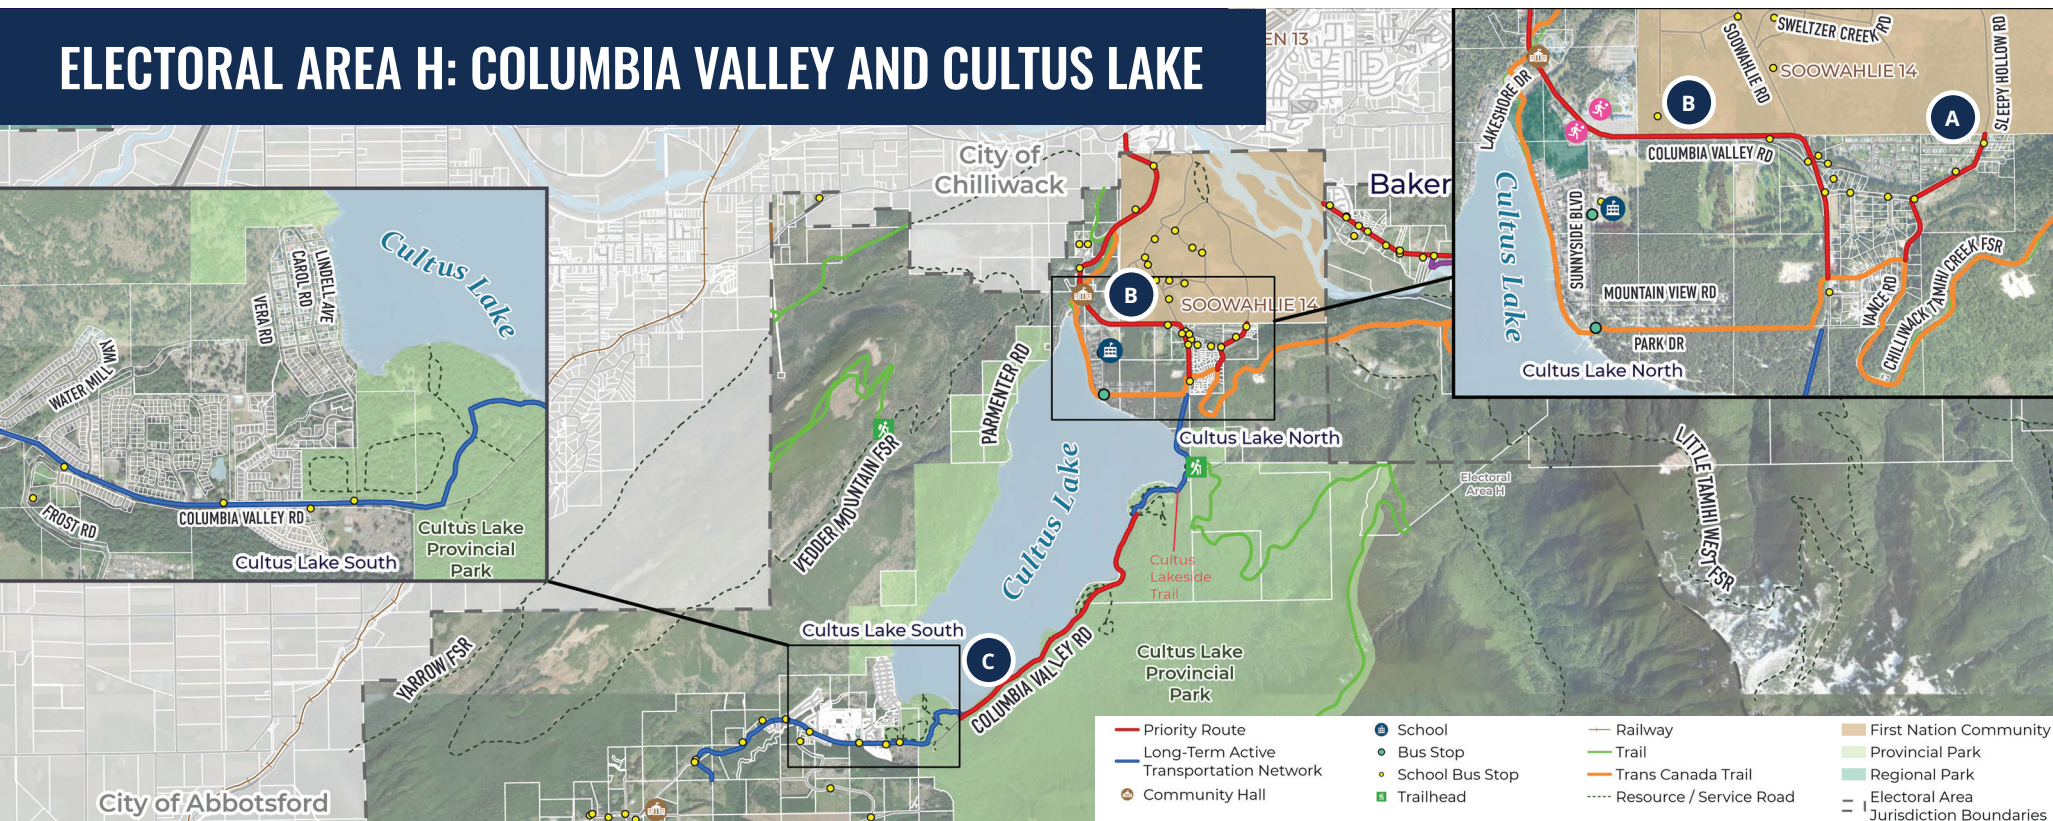 ELECTORAL AREA H: COLUMBIA VALLEY AND CULTUS LAKE
EN 13
City of
Chilliwack
Baker
B
SOOWAHLIE 14
PARMENTER RD
VEDDER MOUNTAIN FSR
Cultus Lake
Cultus Lake North
Electoral
Area H
LITTLE TAMIHI WEST FSR
Cultus
Lakeside
Trail
Cultus Lake South
C
COLUMBIA VALLEY RD
Cultus Lake
Provincial
Park
YARROW FSR
City of Abbotsford
Cultus Lake
LINDELL AVE
CAROL RD
VERA RD
WATER MILL WAY
FROST RD
COLUMBIA VALLEY RD
Cultus Lake South
Cultus Lake
Provincial
Park
SWELTZER CREEK RD
SOOWAHLIE RD
SOOWAHLIE 14
SLEEPY HOLLOW RD
LAKESHORE DR
B
A
COLUMBIA VALLEY RD
Cultus Lake
SUNNYSIDE BLVD
MOUNTAIN VIEW RD
VANCE RD
CHILLIWACK TAMIHI CREEK FSR
PARK DR
Cultus Lake North
Priority Route
Long-Term Active
Transportation Network
Community Hall
School
Bus Stop
School Bus Stop
Trailhead
Railway
Trail
Trans Canada Trail
Resource / Service Road
First Nation Community
Provincial Park
Regional Park
Electoral Area
Jurisdiction Boundaries